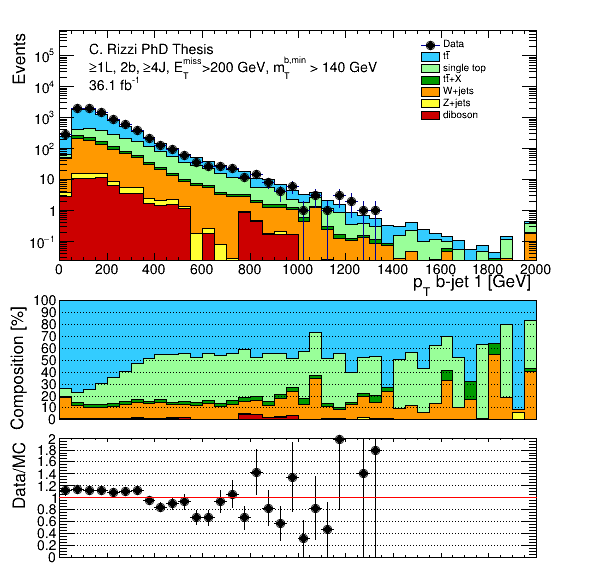 Events
C. Rizzi PhD Thesis
≥1L, 2b, ≥4J, E_T^miss>200 GeV, m_T^b,min > 140 GeV
36.1 fb^-1
Data
tt̄
single top
tt̄+X
W+jets
Z+jets
diboson
10^5
10^4
10^3
10^2
10
1
10^-1
0 200 400 600 800 1000 1200 1400 1600 1800 2000
p_T b-jet 1 [GeV]
Composition [%]
100
90
80
70
60
50
40
30
20
10
0
Data/MC
2
1.8
1.6
1.4
1.2
1
0.8
0.6
0.4
0.2
0